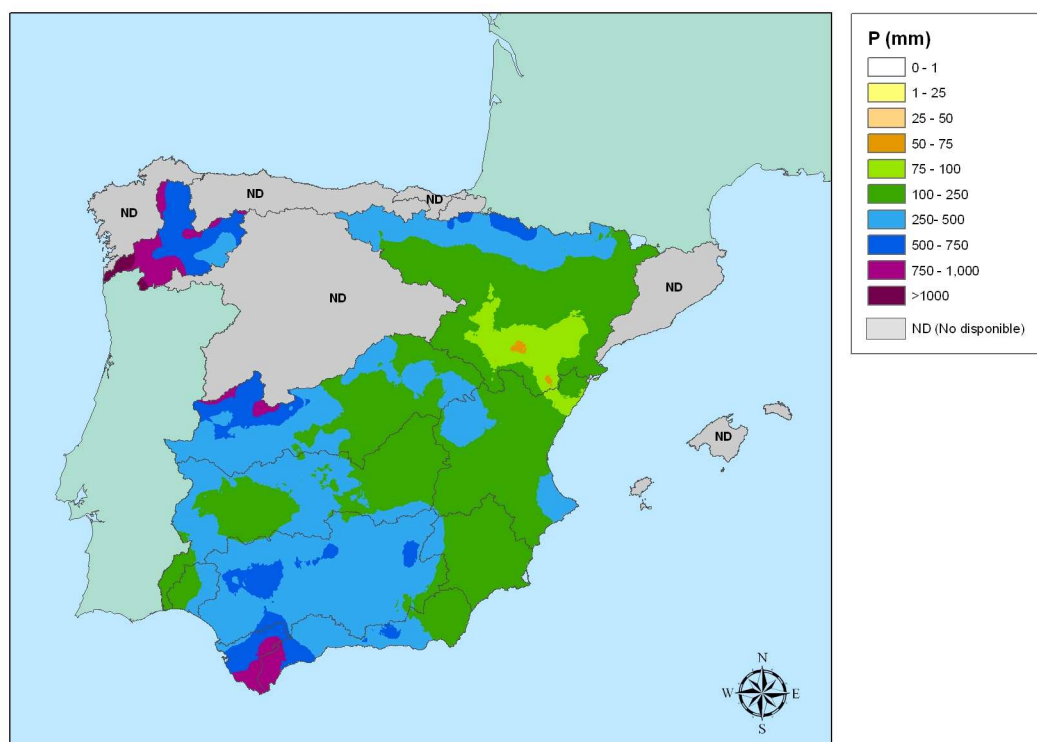 P (mm)
0 - 1
1 - 25
25 - 50
50 - 75
75 - 100
100 - 250
250- 500
500 - 750
750 - 1,000
>1000
ND (No disponible)
ND
ND
ND
ND
ND
ND
N
W
E
S